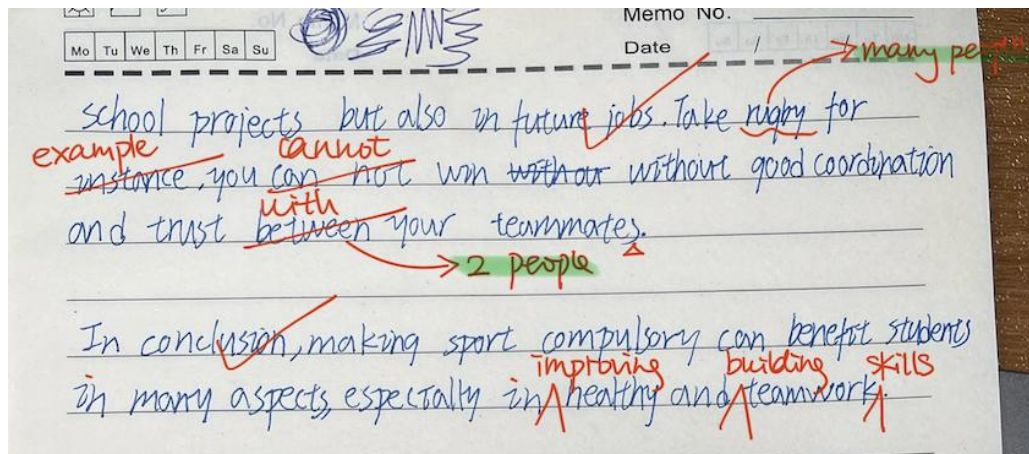 Memo No.
Mo Tu We Th Fr Sa Su
Date / /
many
school projects but also in future jobs. Take rugby for
example cannot
instance, you can not win without without good coordination
with
and trust between your teammates.
2 people
In conclusion, making sport compulsory can benefit students
improving building skills
in many aspects, especially in healthy and teamwork.